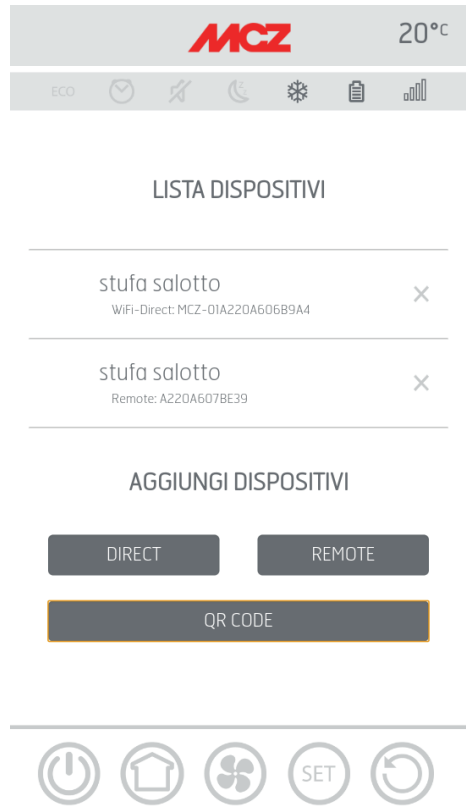 MCZ
20°C
ECO
LISTA DISPOSITIVI
stufa salotto
WiFi-Direct: MCZ-01A220A606B9A4
stufa salotto
Remote: A220A607BE39
AGGIUNGI DISPOSITIVI
DIRECT
REMOTE
QR CODE
SET